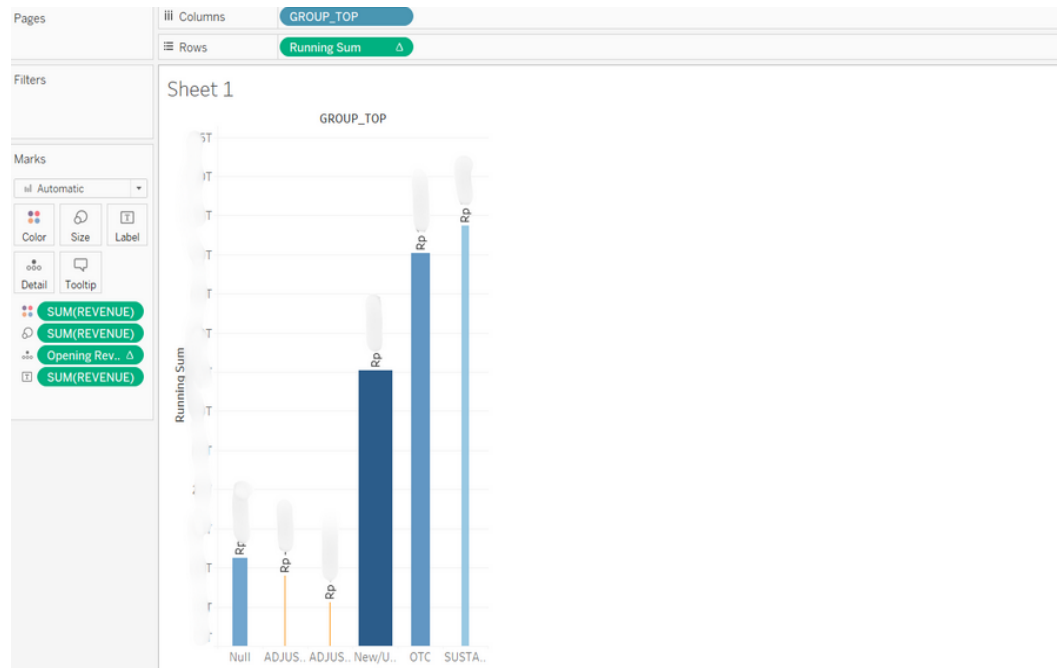 Pages
iii Columns
GROUP_TOP
Rows
Running Sum Δ
Filters
Sheet 1
GROUP_TOP
Marks
Automatic
Color
Size
Label
Detail
Tooltip
SUM(REVENUE)
SUM(REVENUE)
Opening Rev.. Δ
SUM(REVENUE)
Running Sum
Rp
Rp -
Rp
Rp
Rp
Rp
Null
ADJUS..
ADJUS..
New/U..
OTC
SUSTA..